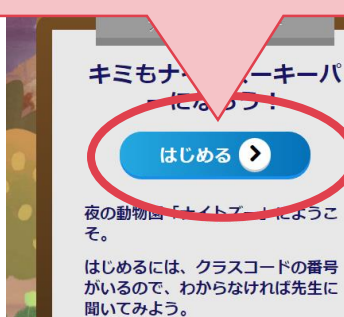 キミもナイ ーキーパ
ーになろう！
はじめる
夜の動物園「ナイトズー」にようこ
そ。
はじめるには、クラスコードの番号
がいるので、わからなければ先生に
聞いてみよう。